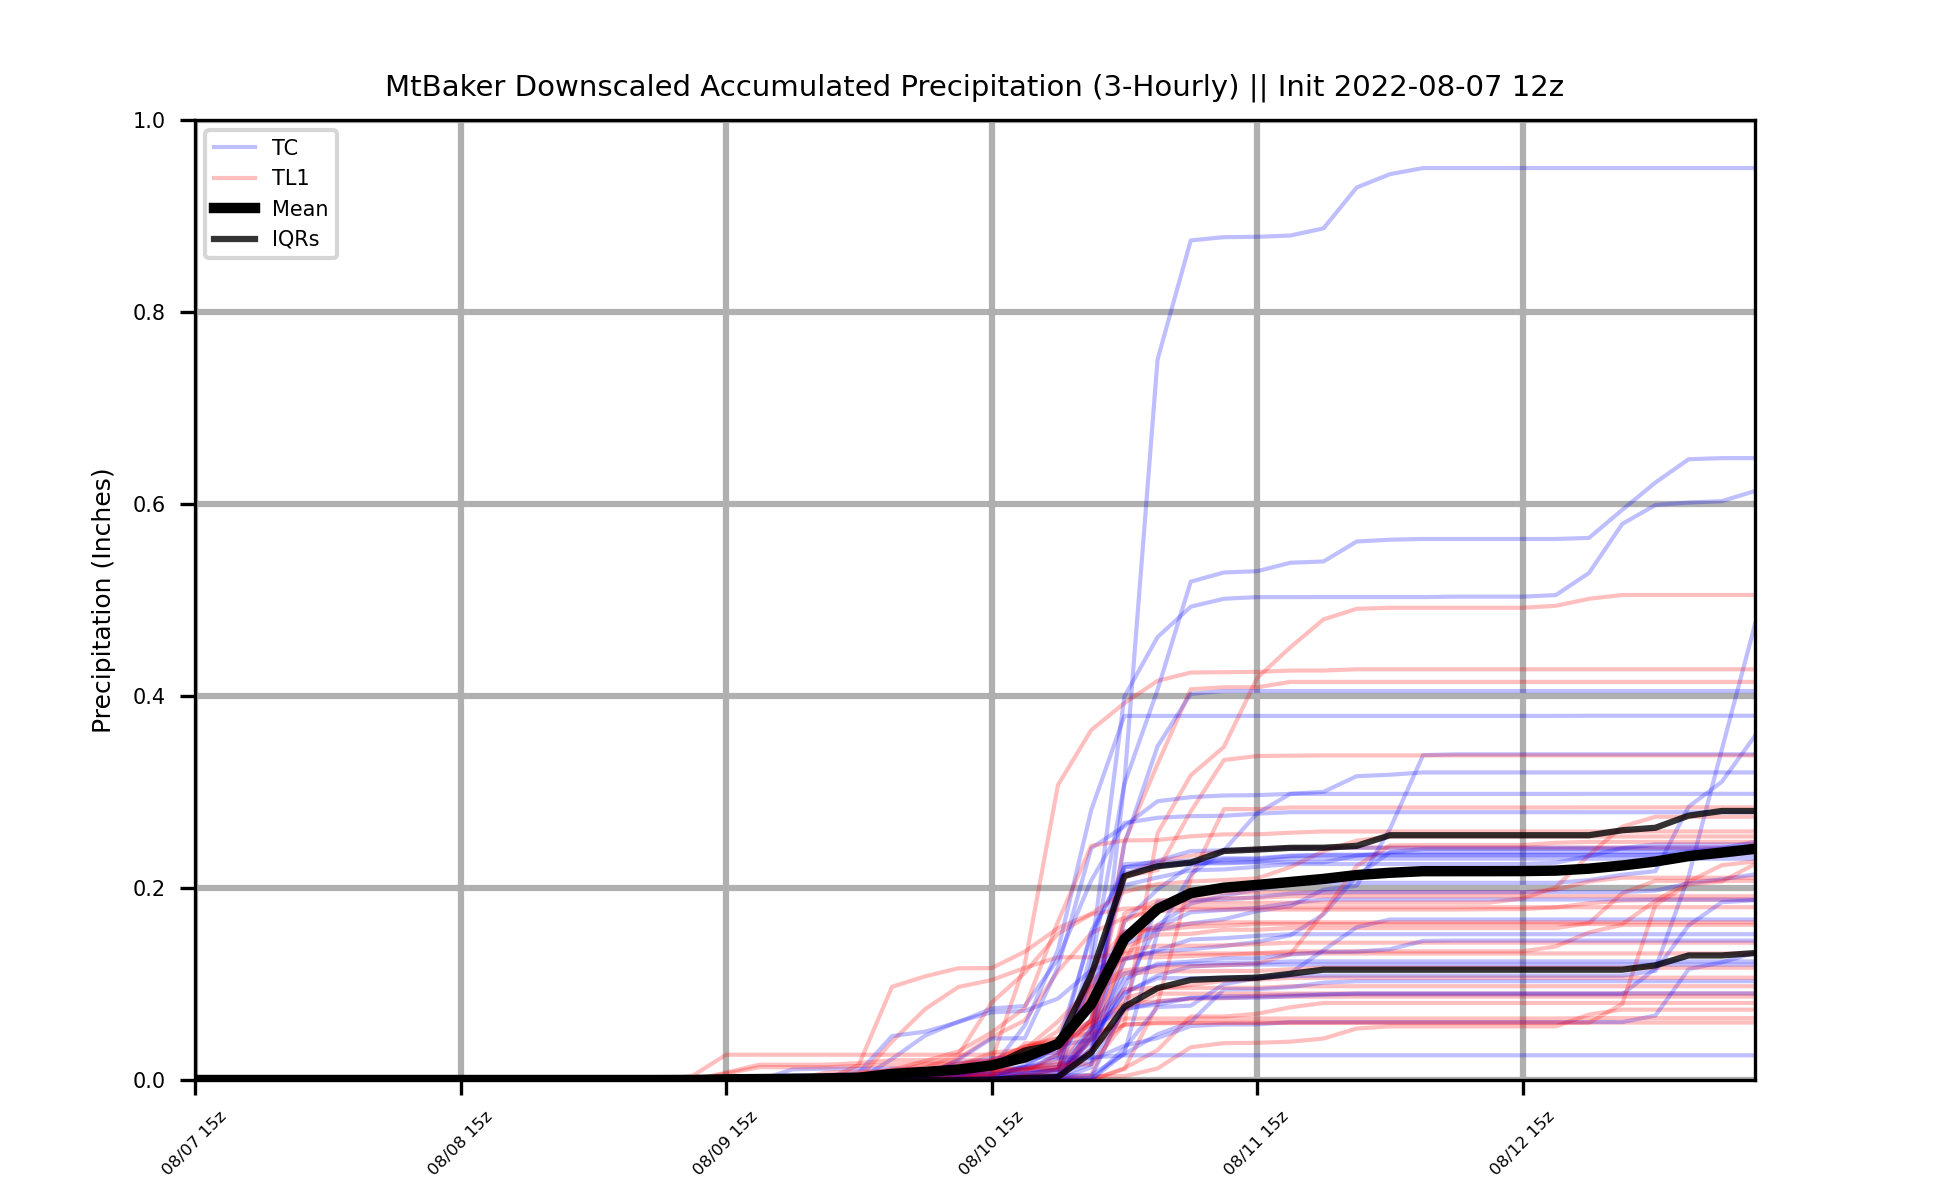 MtBaker Downscaled Accumulated Precipitation (3-Hourly) || Init 2022-08-07 12z
TC
TL1
Mean
IQRs
Precipitation (Inches)
1.0
0.8
0.6
0.4
0.2
0.0
08/07 15z
08/08 15z
08/09 15z
08/10 15z
08/11 15z
08/12 15z